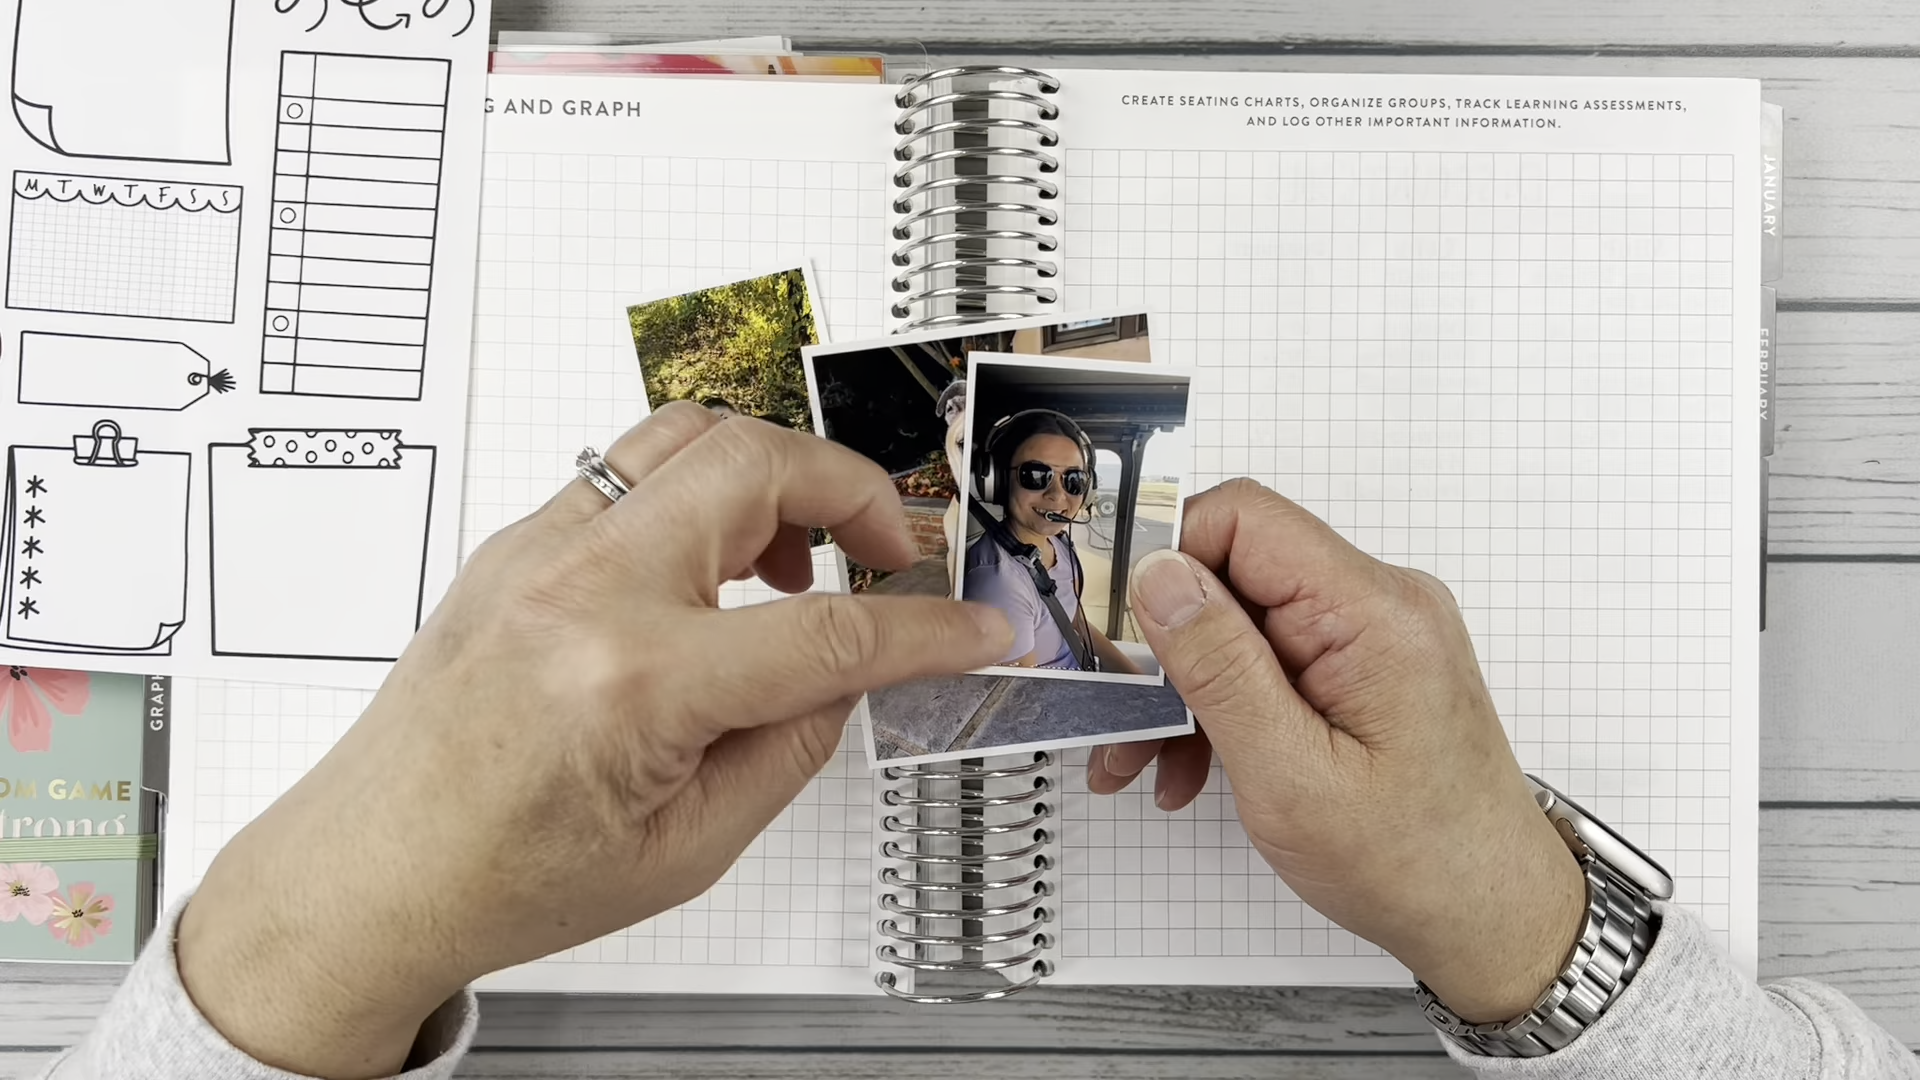 G AND GRAPH
CREATE SEATING CHARTS, ORGANIZE GROUPS, TRACK LEARNING ASSESSMENTS,
AND LOG OTHER IMPORTANT INFORMATION.
M T W T F S S
JANUARY
FEBRUARY
GRAPH
OM GAME
trong